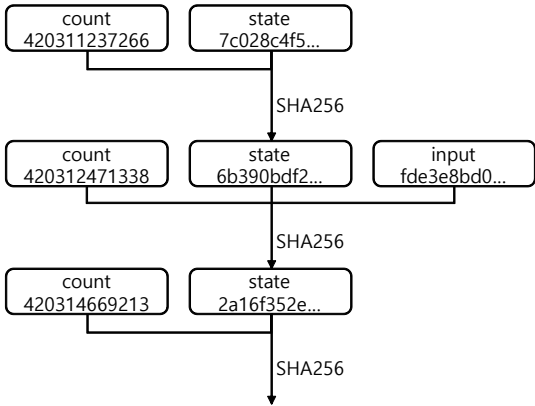 count state
420311237266 7c028c4f5...
SHA256
count state input
420312471338 6b390bdf2... fde3e8bd0...
SHA256
count state
420314669213 2a16f352e...
SHA256